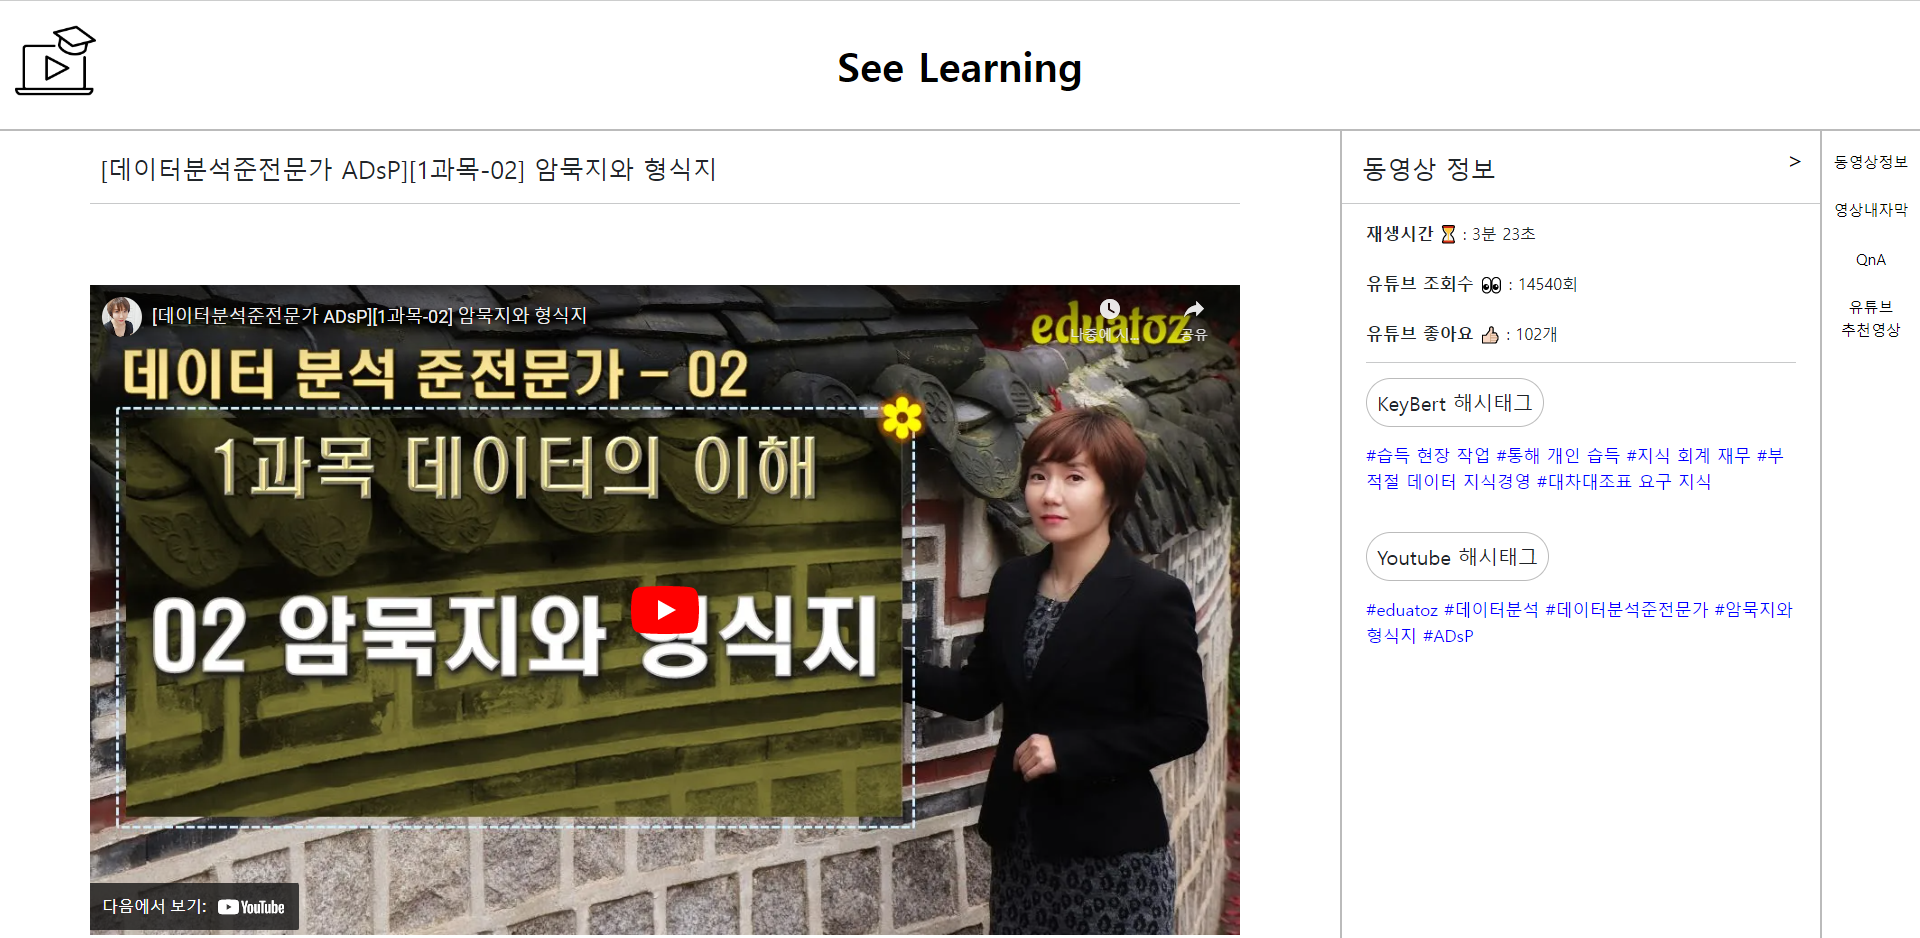 See Learning
[데이터분석준전문가 ADsP][1과목-02] 암묵지와 형식지
[데이터분석준전문가 ADsP][1과목-02] 암묵지와 형식지
eduatoz
나중에 시...
공유
데이터 분석 준전문가 – 02
1과목 데이터의 이해
02 암묵지와 형식지
다음에서 보기: YouTube
동영상 정보
>
재생시간 ⏳ : 3분 23초
유튜브 조회수 👀 : 14540회
유튜브 좋아요 👍 : 102개
KeyBert 해시태그
#습득 현장 작업 #통해 개인 습득 #지식 회계 재무 #부
적절 데이터 지식경영 #대차대조표 요구 지식
Youtube 해시태그
#eduatoz #데이터분석 #데이터분석준전문가 #암묵지와
형식지 #ADsP
동영상정보
영상내자막
QnA
유튜브
추천영상